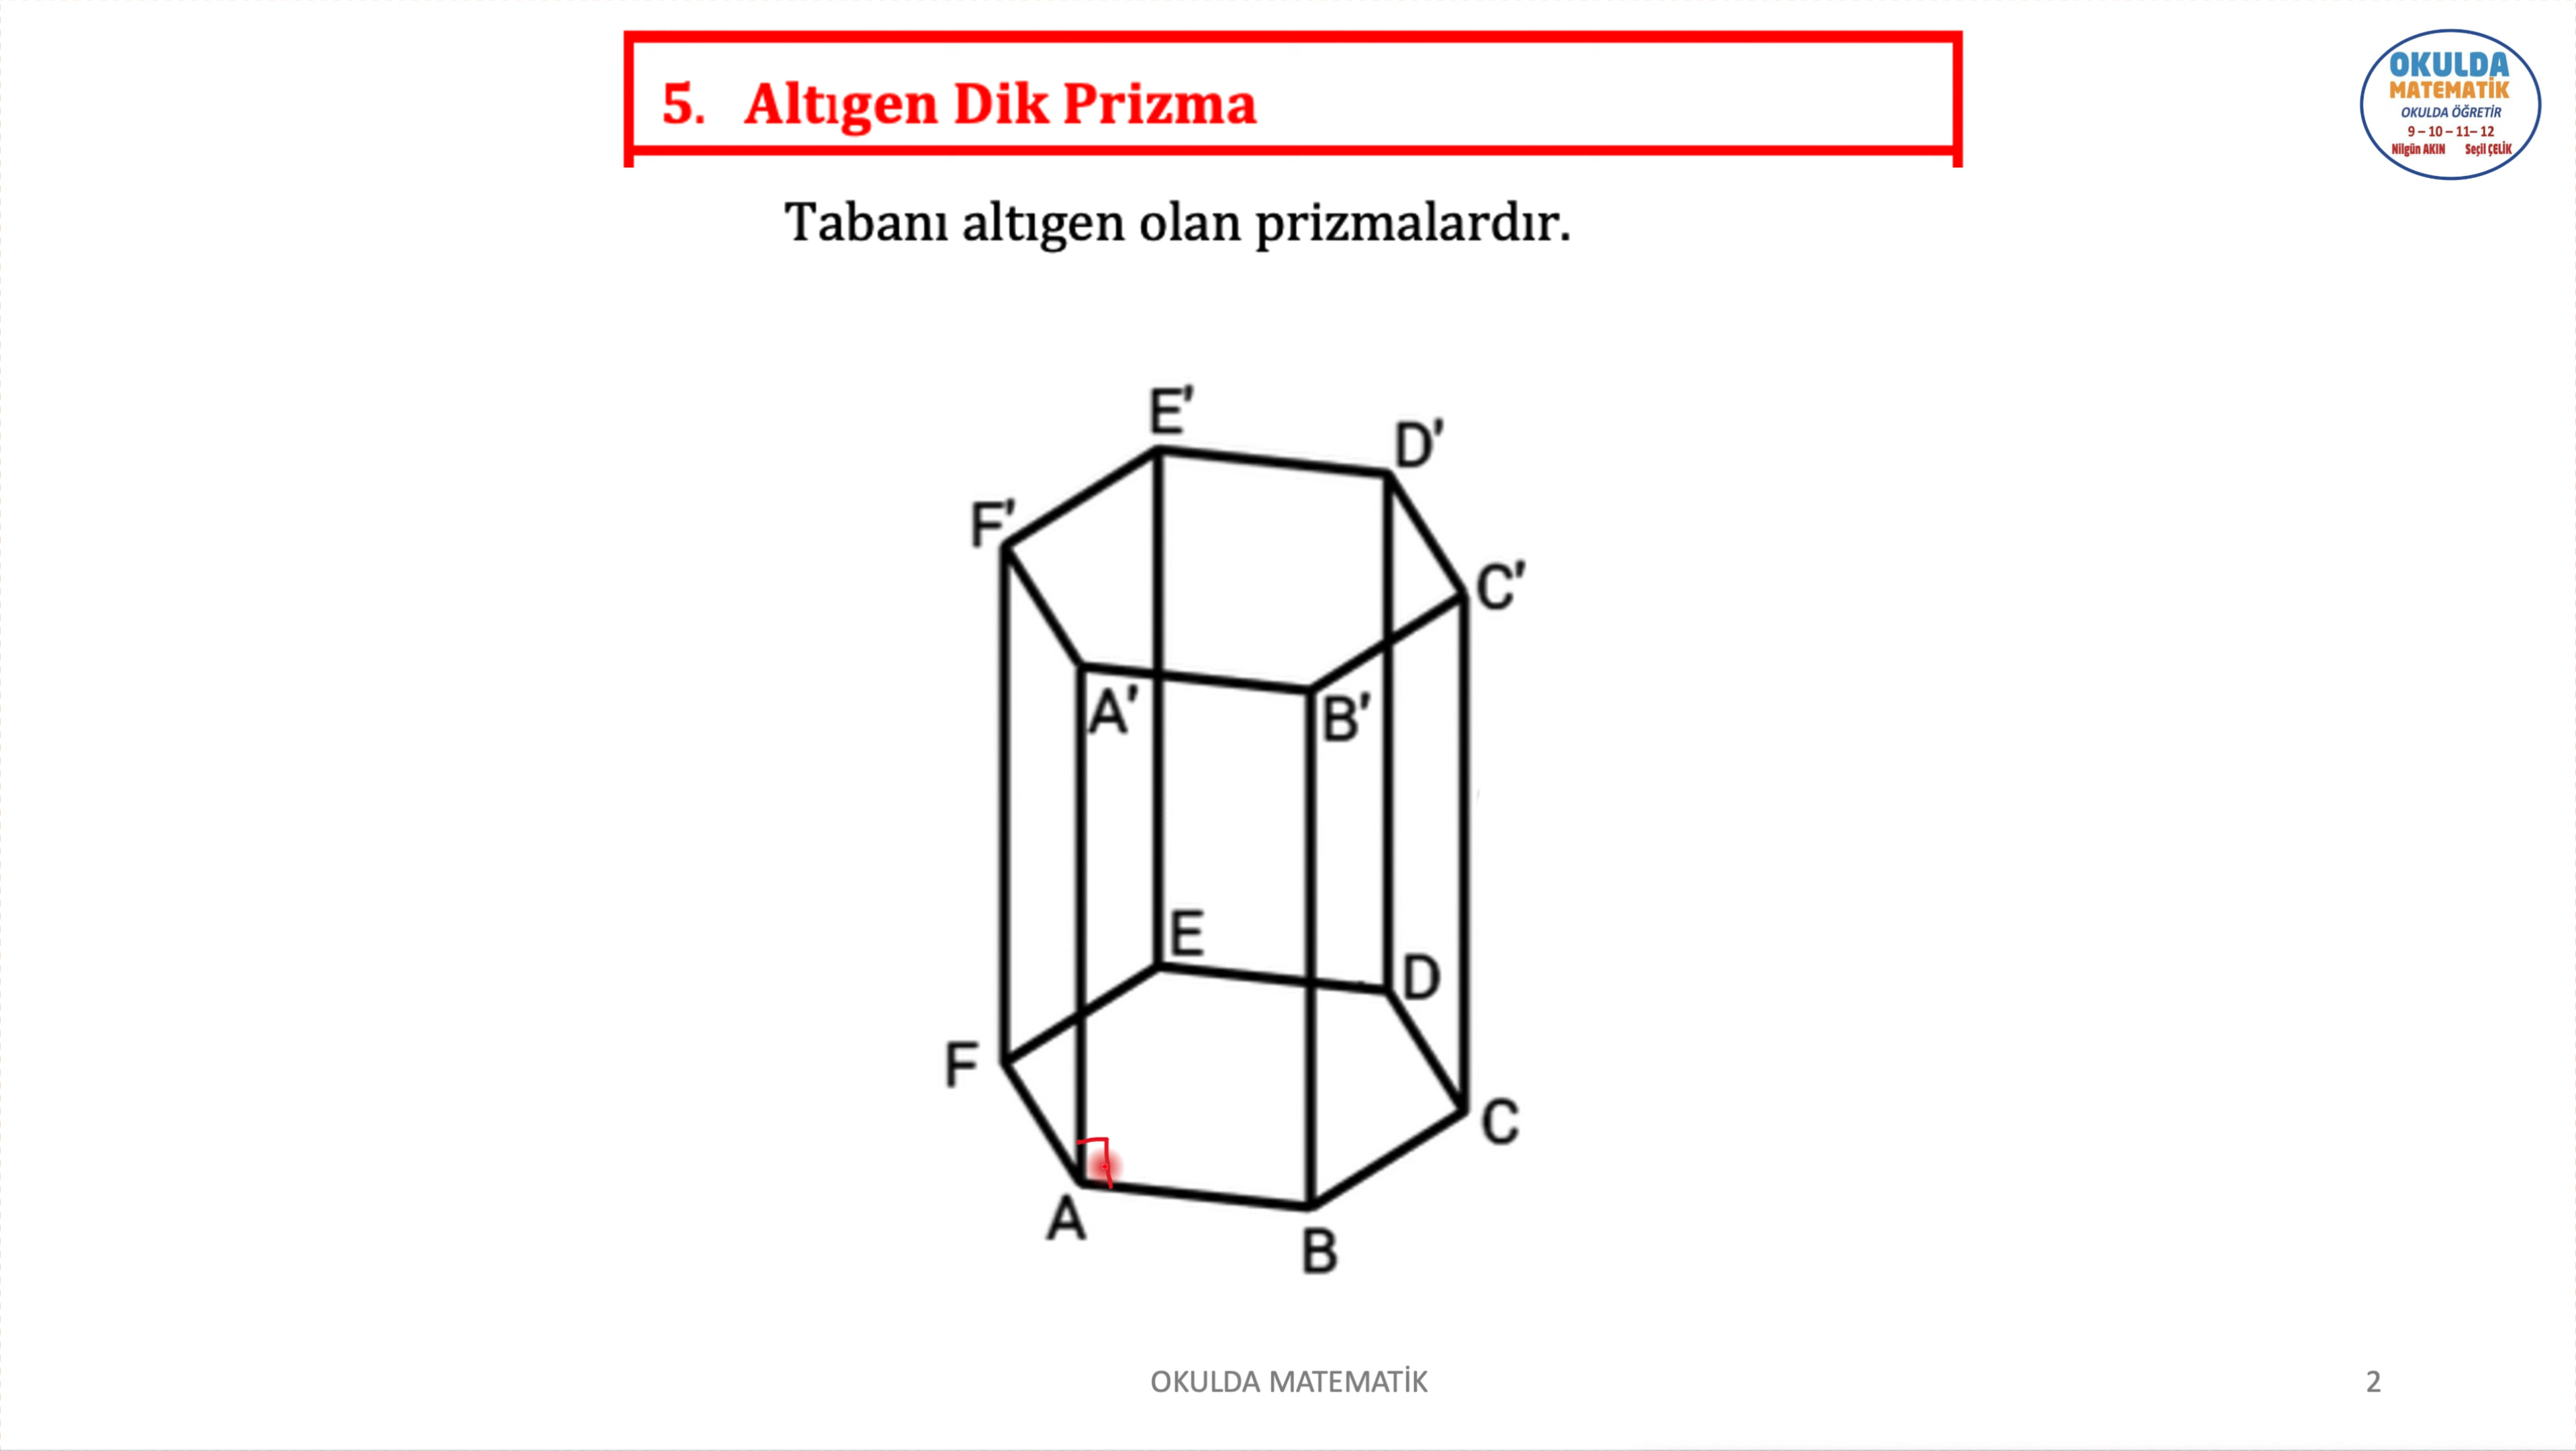 5. Altıgen Dik Prizma
OKULDA
MATEMATİK
OKULDA ÖĞRETİR
9 – 10 – 11– 12
Nilgün AKIN Seçil ÇELİK
Tabanı altıgen olan prizmalardır.
E'
D'
F'
C'
A'
B'
E
D
F
C
A
B
OKULDA MATEMATİK
2